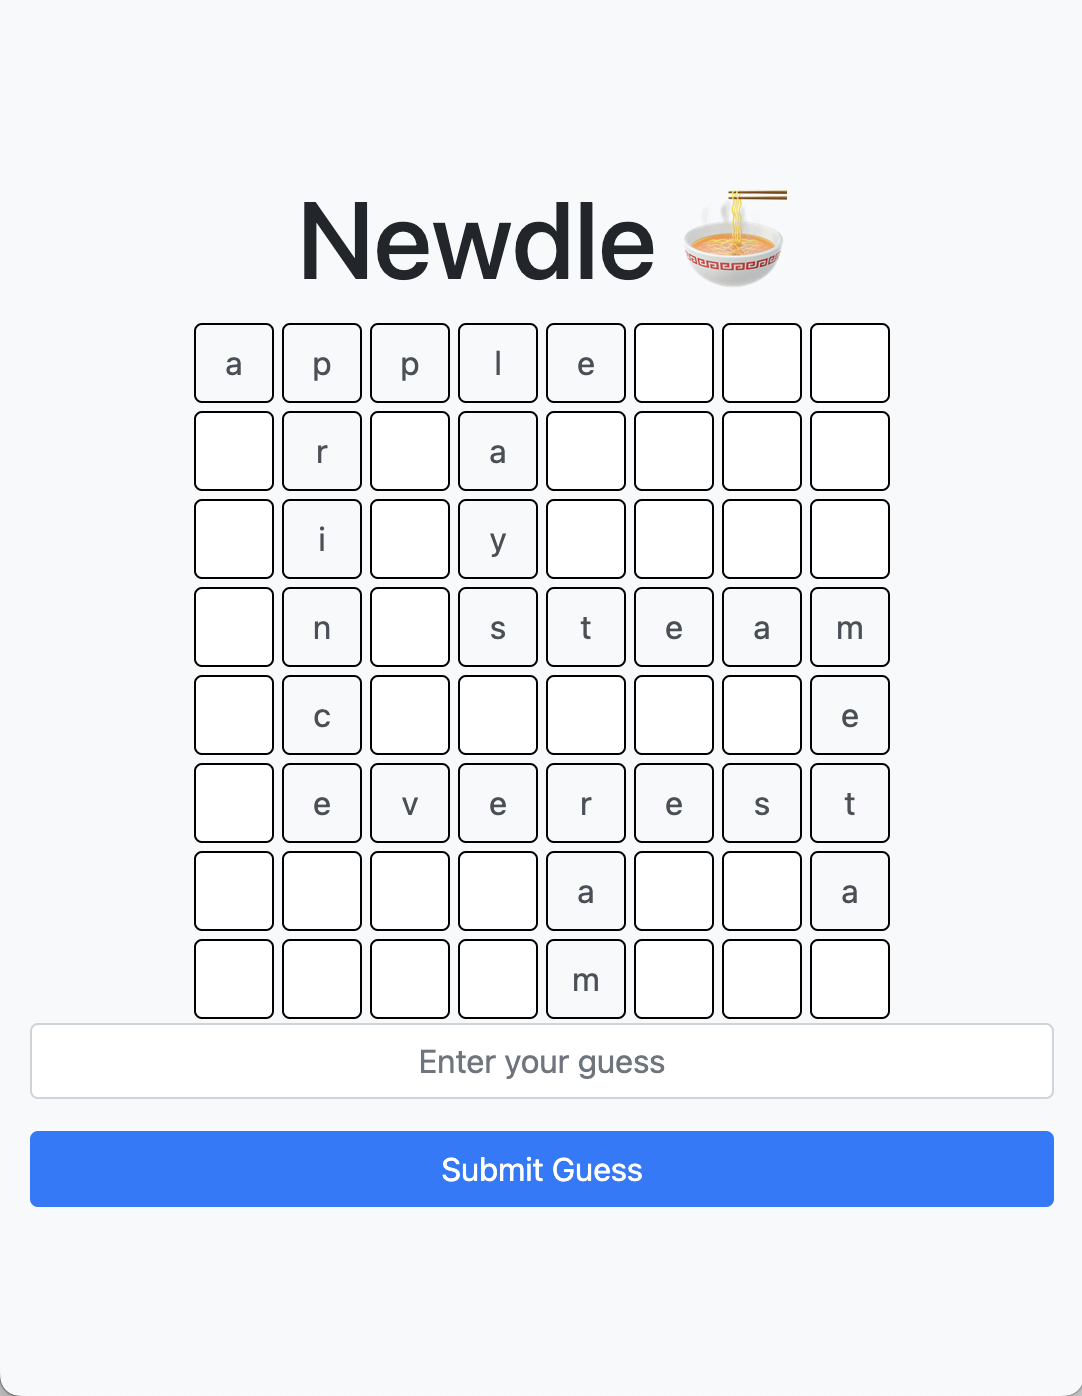 Newdle 🍜
a p p l e
r a
i y
n s t e a m
c e
e v e r e s t
a a
m
Enter your guess
Submit Guess